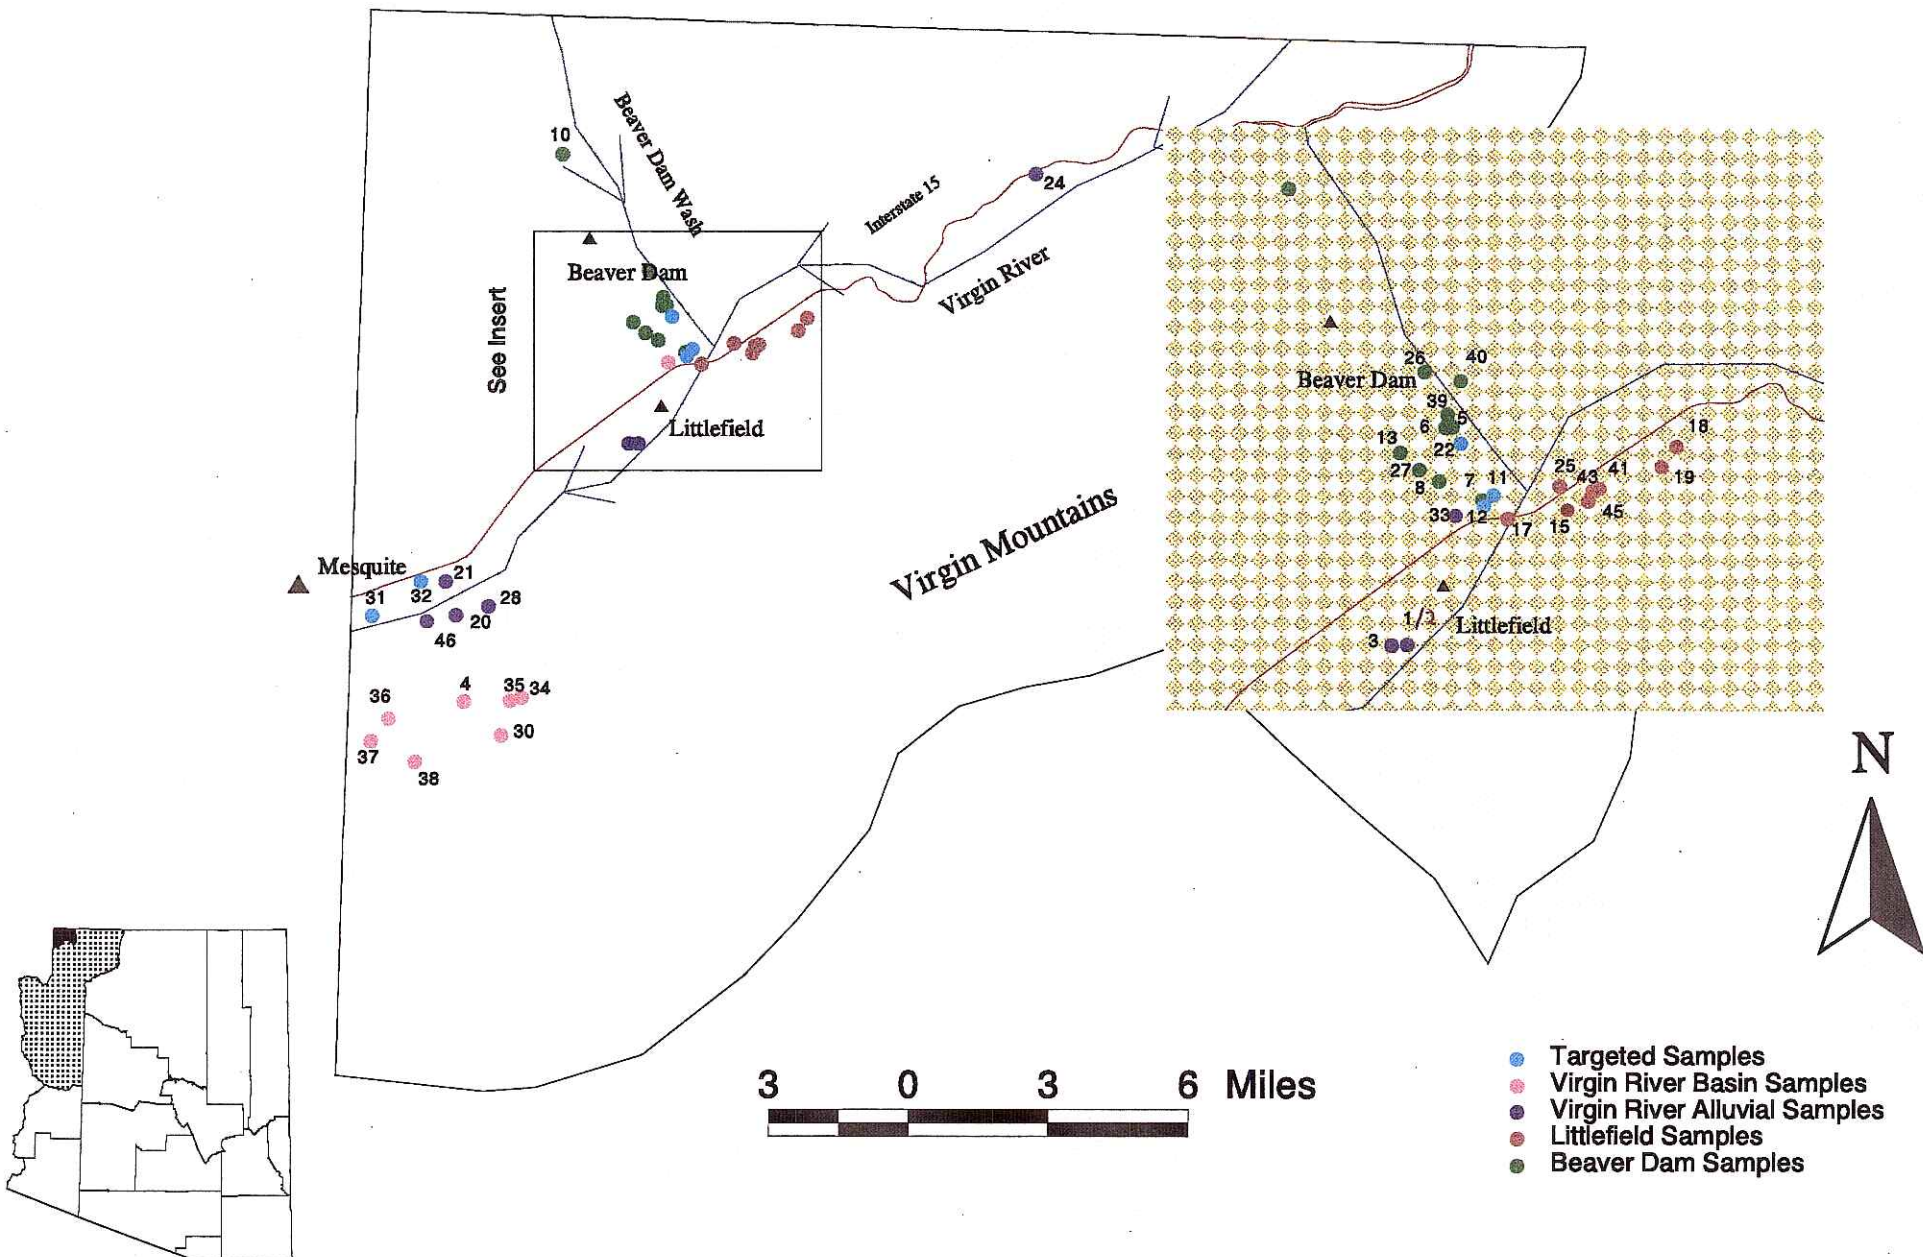 10
Beaver Dam Wash
24
Interstate 15
Virgin River
Beaver Dam
See Insert
Littlefield
Virgin Mountains
Mesquite
21
31
32
28
20
46
36
4
35
34
30
37
38
26
40
Beaver Dam
39
5
6
22
13
27
8
7
11
33
12
17
25
43
41
18
19
15
45
1/2
3
Littlefield
N
3 0 3 6 Miles
Targeted Samples
Virgin River Basin Samples
Virgin River Alluvial Samples
Littlefield Samples
Beaver Dam Samples